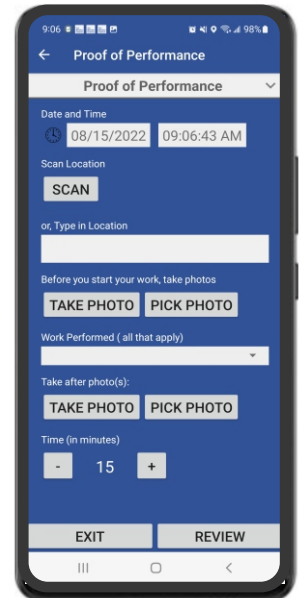 9:06 98%
Proof of Performance
Proof of Performance
Date and Time
08/15/2022 09:06:43 AM
Scan Location
SCAN
or, Type in Location
Before you start your work, take photos
TAKE PHOTO PICK PHOTO
Work Performed ( all that apply)
Take after photo(s):
TAKE PHOTO PICK PHOTO
Time (in minutes)
- 15 +
EXIT REVIEW